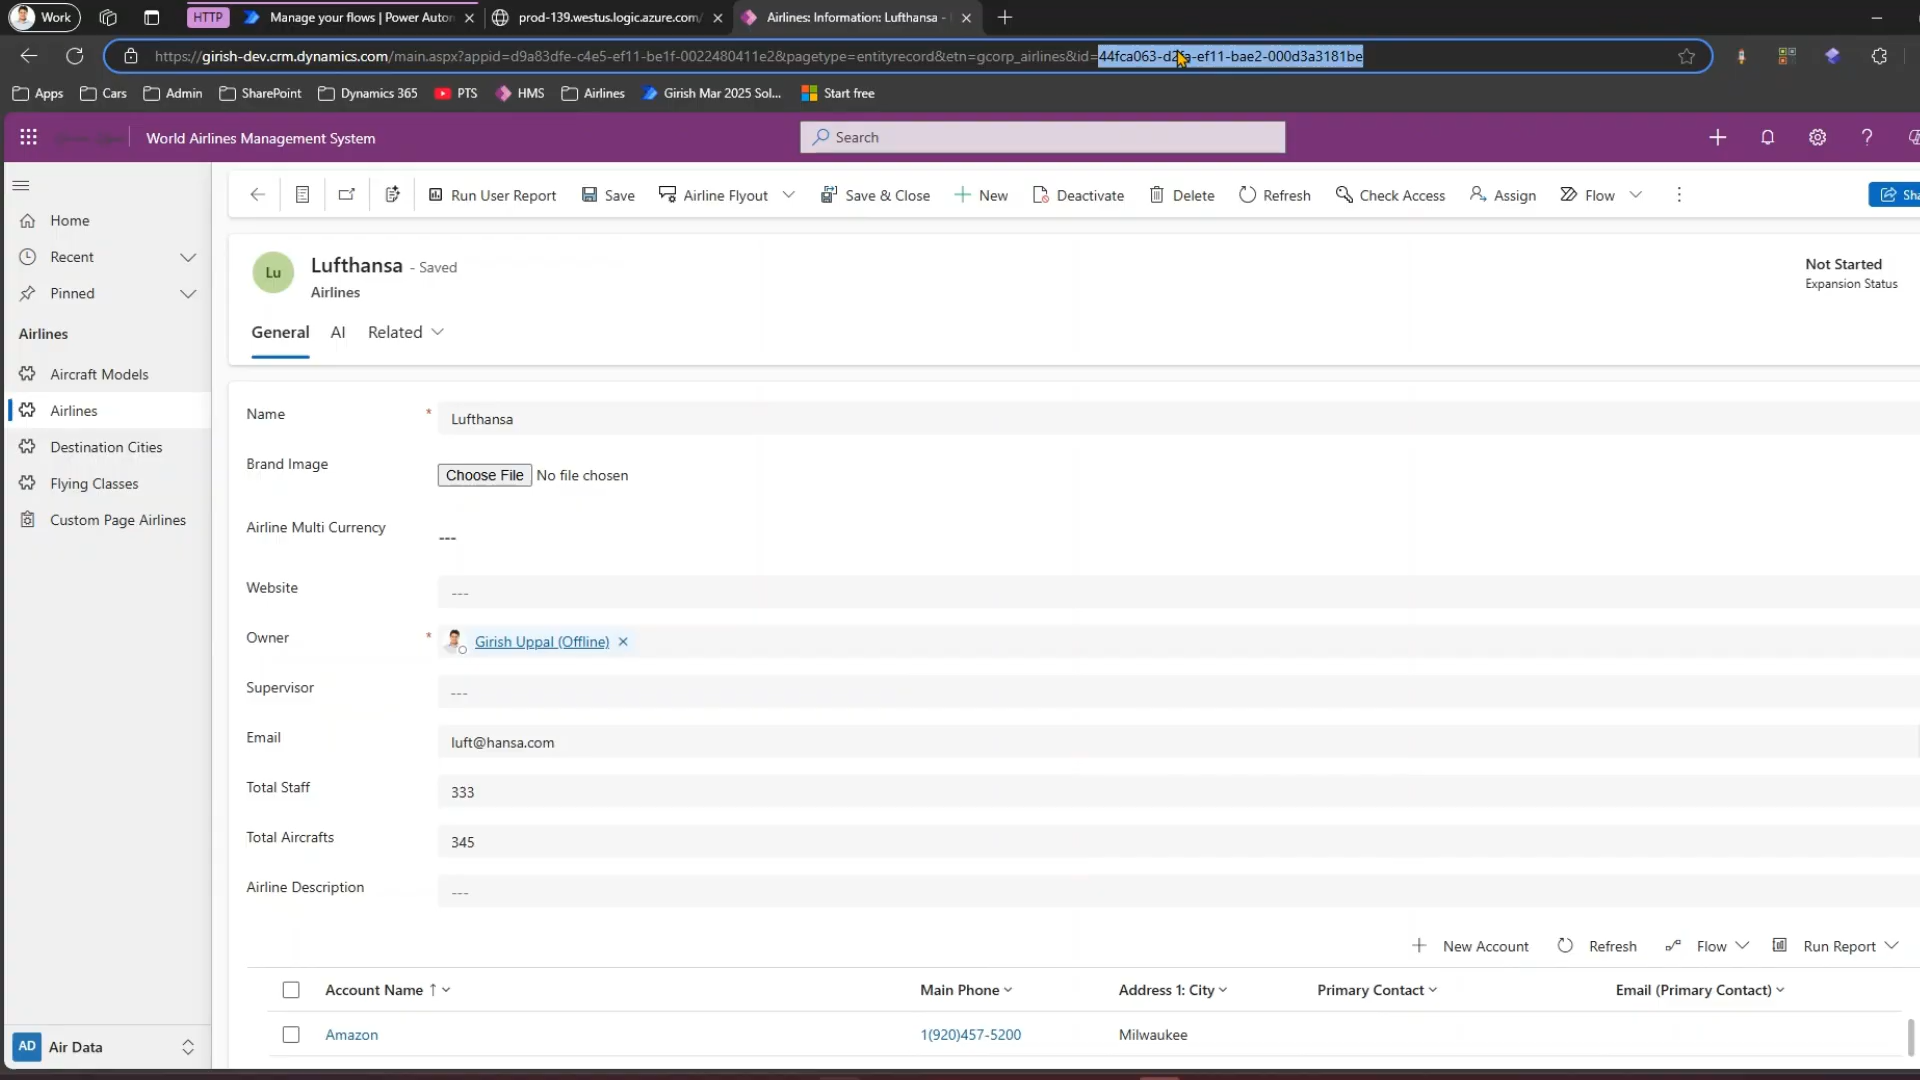 Work
HTTP
Manage your flows | Power Auton
prod-139.westus.logic.azure.com/
Airlines: Information: Lufthansa -
https://girish-dev.crm.dynamics.com/main.aspx?appid=d9a83dfe-c4e5-ef11-be1f-0022480411e2&pagetype=entityrecord&etn=gcorp_airlines&id=44fca063-d2fa-ef11-bae2-000d3a3181be
Apps
Cars
Admin
SharePoint
Dynamics 365
PTS
HMS
Airlines
Girish Mar 2025 Sol...
Start free
World Airlines Management System
Search
Run User Report
Save
Airline Flyout
Save & Close
New
Deactivate
Delete
Refresh
Check Access
Assign
Flow
Sha
Home
Recent
Pinned
Airlines
Aircraft Models
Airlines
Destination Cities
Flying Classes
Custom Page Airlines
AD Air Data
Lu
Lufthansa - Saved
Airlines
Not Started
Expansion Status
General
AI
Related
Name *
Lufthansa
Brand Image
Choose File No file chosen
Airline Multi Currency
---
Website
---
Owner *
Girish Uppal (Offline)
Supervisor
---
Email
luft@hansa.com
Total Staff
333
Total Aircrafts
345
Airline Description
---
New Account
Refresh
Flow
Run Report
Account Name
Main Phone
Address 1: City
Primary Contact
Email (Primary Contact)
Amazon
1(920)457-5200
Milwaukee